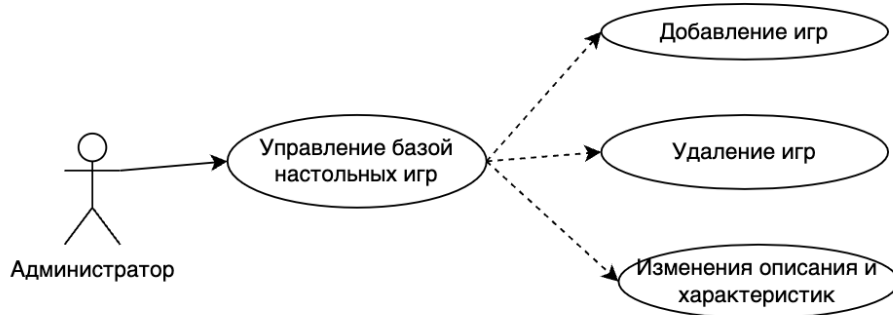 Добавление игр
Управление базой
настольных игр
Удаление игр
Администратор
Изменения описания и
характеристик